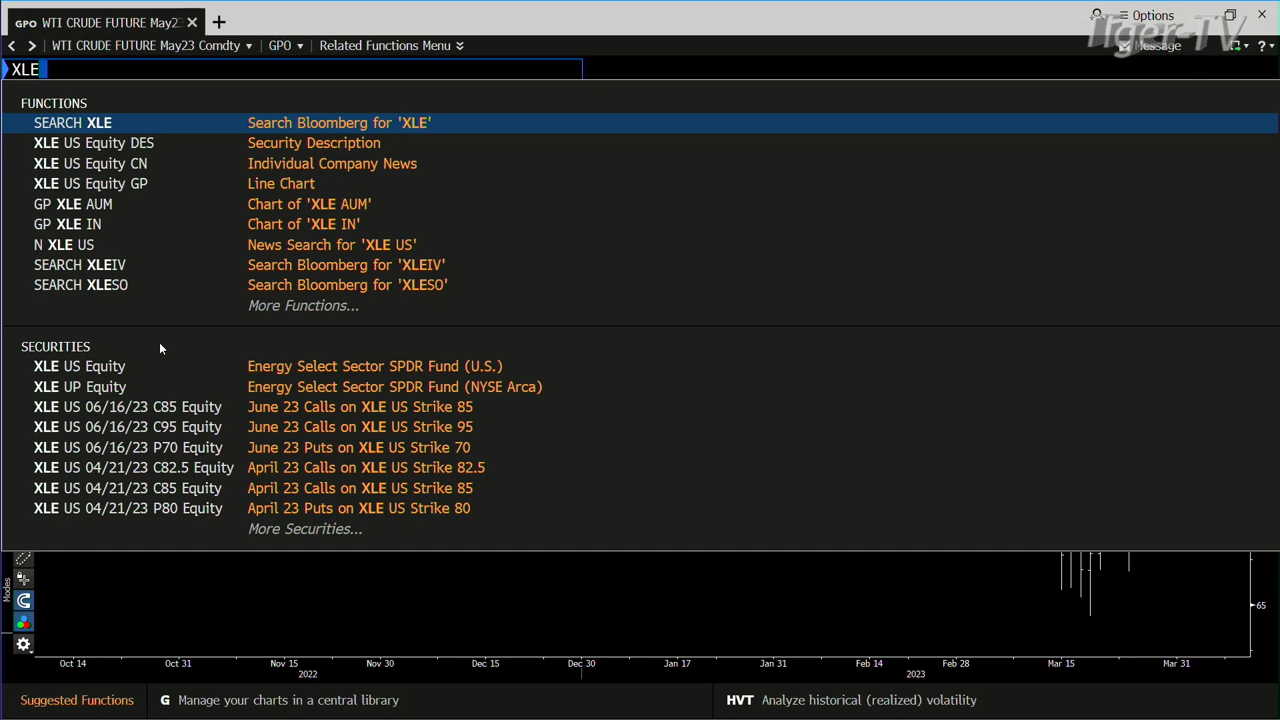 GPO WTI CRUDE FUTURE May23
Options
WTI CRUDE FUTURE May23 Comdty GPO Related Functions Menu Message ?
Tiger-TV
XLE
FUNCTIONS
SEARCH XLE Search Bloomberg for 'XLE'
XLE US Equity DES Security Description
XLE US Equity CN Individual Company News
XLE US Equity GP Line Chart
GP XLE AUM Chart of 'XLE AUM'
GP XLE IN Chart of 'XLE IN'
N XLE US News Search for 'XLE US'
SEARCH XLEIV Search Bloomberg for 'XLEIV'
SEARCH XLESO Search Bloomberg for 'XLESO'
More Functions...
SECURITIES
XLE US Equity Energy Select Sector SPDR Fund (U.S.)
XLE UP Equity Energy Select Sector SPDR Fund (NYSE Arca)
XLE US 06/16/23 C85 Equity June 23 Calls on XLE US Strike 85
XLE US 06/16/23 C95 Equity June 23 Calls on XLE US Strike 95
XLE US 06/16/23 P70 Equity June 23 Puts on XLE US Strike 70
XLE US 04/21/23 C82.5 Equity April 23 Calls on XLE US Strike 82.5
XLE US 04/21/23 C85 Equity April 23 Calls on XLE US Strike 85
XLE US 04/21/23 P80 Equity April 23 Puts on XLE US Strike 80
More Securities...
Modes
65
Oct 14 Oct 31 Nov 15 Nov 30 Dec 15 Dec 30 Jan 17 Jan 31 Feb 14 Feb 28 Mar 15 Mar 31
2022 2023
Suggested Functions G Manage your charts in a central library HVT Analyze historical (realized) volatility